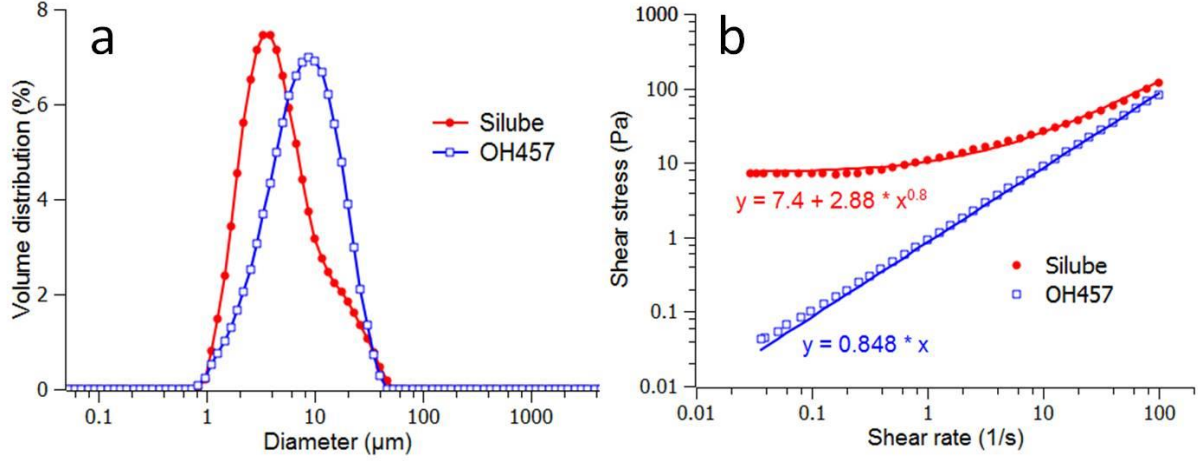 a
Volume distribution (%)
8
6
4
2
0
Silube
OH457
0.1 1 10 100 1000
Diameter (µm)
b
Shear stress (Pa)
1000
100
10
1
0.1
0.01
y = 7.4 + 2.88 * x^0.8
Silube
OH457
y = 0.848 * x
0.01 0.1 1 10 100
Shear rate (1/s)